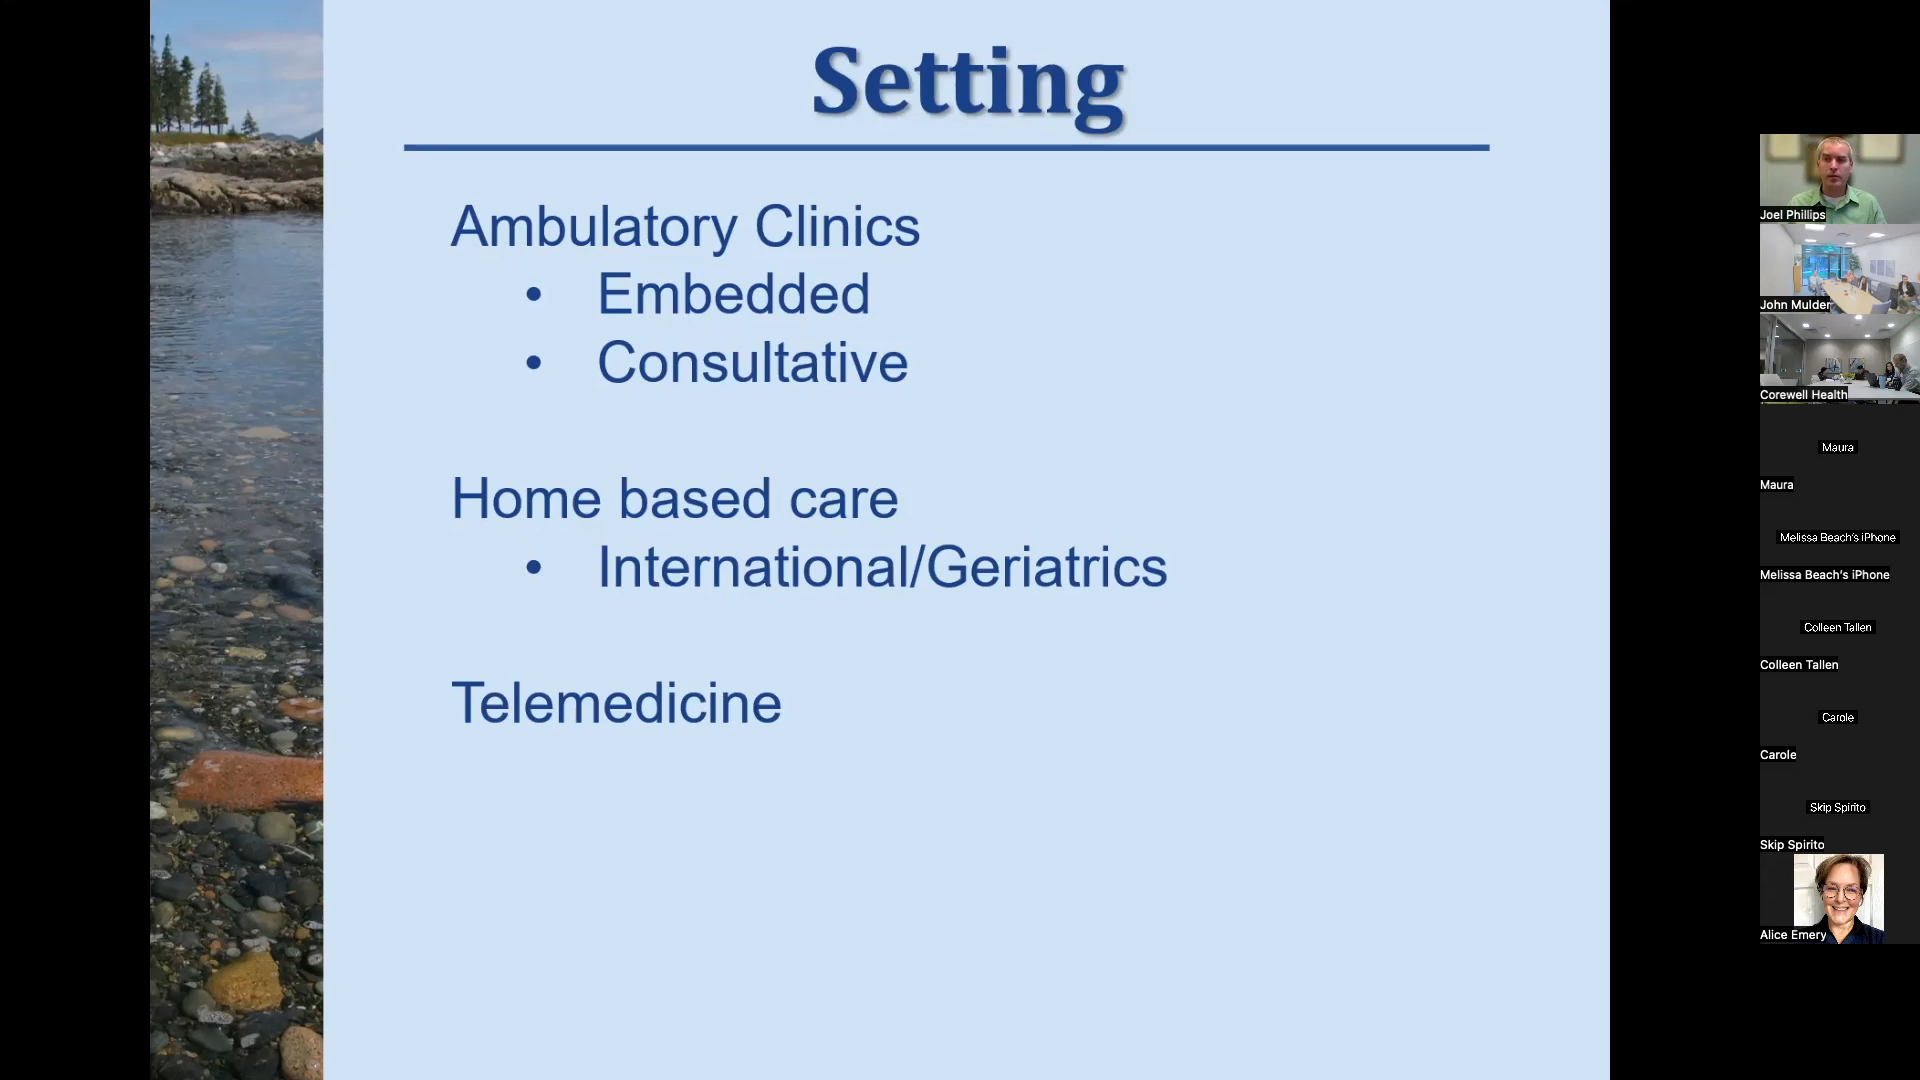 Setting
Ambulatory Clinics
• Embedded
• Consultative
Home based care
• International/Geriatrics
Telemedicine
Joel Phillips
John Mulder
Corewell Health
Maura
Maura
Melissa Beach's iPhone
Melissa Beach's iPhone
Colleen Tallen
Colleen Tallen
Carole
Carole
Skip Spirito
Skip Spirito
Alice Emery